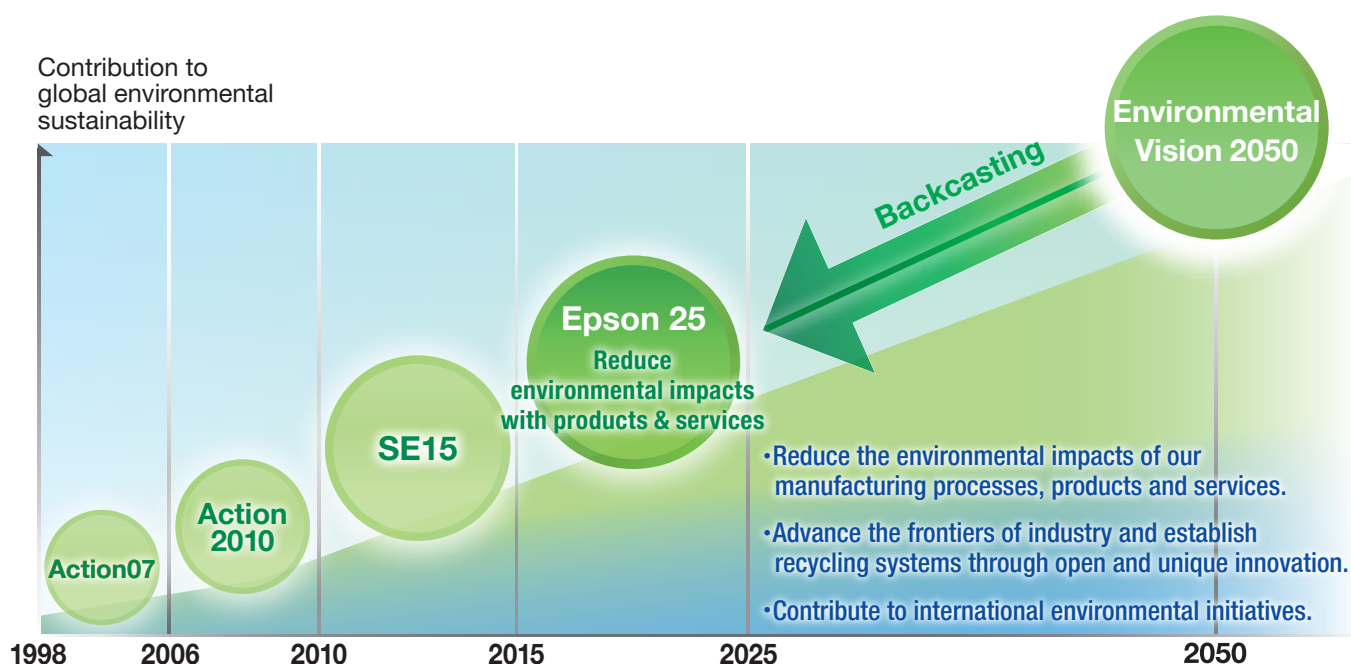 Contribution to
global environmental
sustainability
Environmental
Vision 2050
Backcasting
Epson 25
Reduce
environmental impacts
with products & services
SE15
Action
2010
Action07
・Reduce the environmental impacts of our
manufacturing processes, products and services.
・Advance the frontiers of industry and establish
recycling systems through open and unique innovation.
・Contribute to international environmental initiatives.
1998 2006 2010 2015 2025 2050